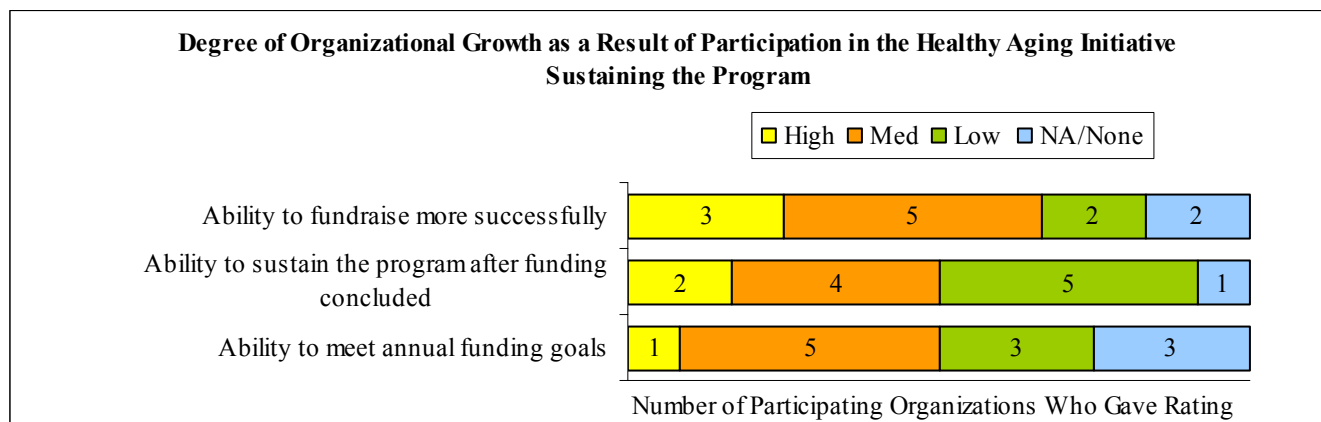 Degree of Organizational Growth as a Result of Participation in the Healthy Aging Initiative
Sustaining the Program
High Med Low NA/None
Ability to fundraise more successfully 3 5 2 2
Ability to sustain the program after funding
concluded
2 4 5 1
Ability to meet annual funding goals 1 5 3 3
Number of Participating Organizations Who Gave Rating